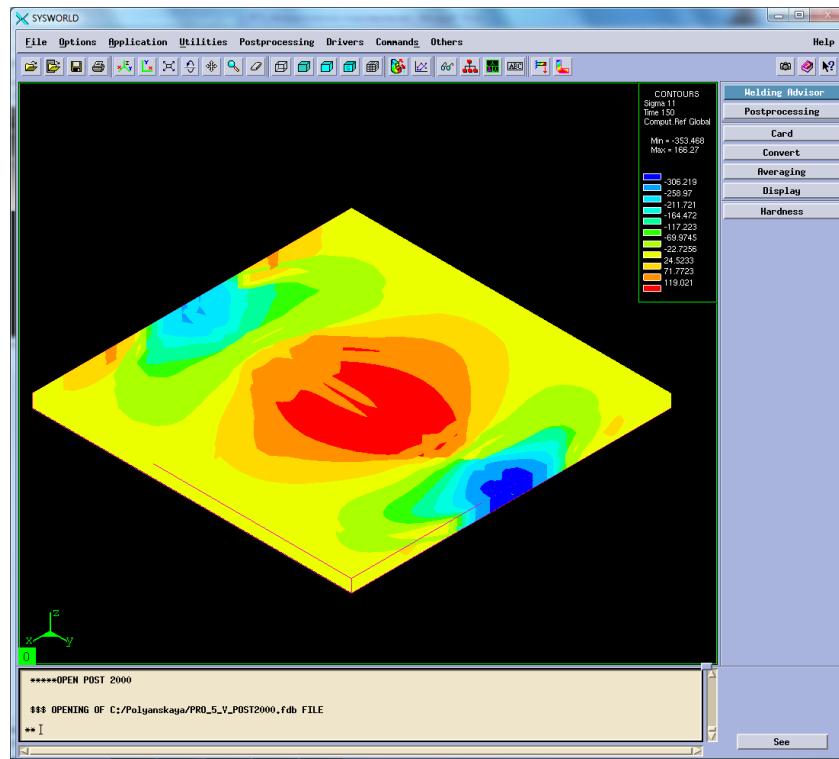 SYSWORLD
File Options Application Utilities Postprocessing Drivers Commands Others Help
AEC
CONTOURS
Sigma 11
Time 150
Comput.Ref Global
Min = -353.468
Max = 166.27
-306.219
-258.97
-211.721
-164.472
-117.223
-69.9745
-22.7256
24.5233
71.7723
119.021
Welding Advisor
Postprocessing
Card
Convert
Averaging
Display
Hardness
z
x
y
0
*****OPEN POST 2000
$$$ OPENING OF C:/Polyanskaya/PRO_5_V_POST2000.fdb FILE
**
See